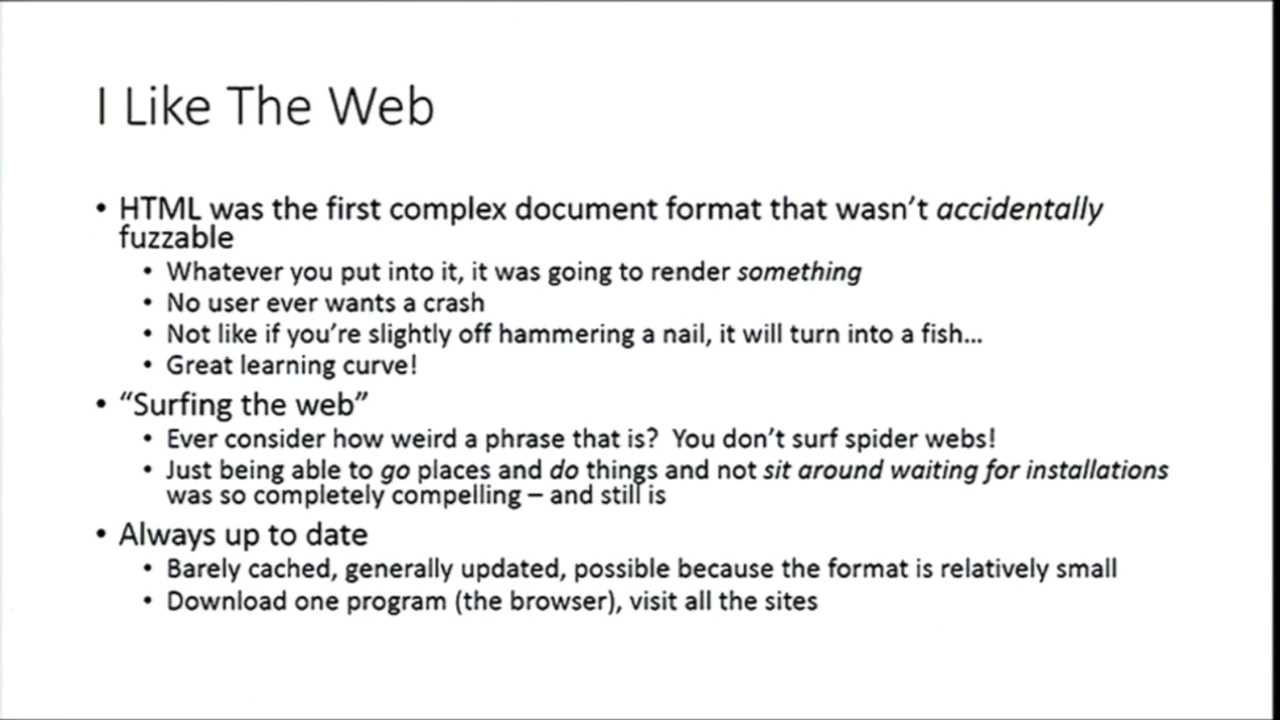 I Like The Web
• HTML was the first complex document format that wasn't accidentally
fuzzable
• Whatever you put into it, it was going to render something
• No user ever wants a crash
• Not like if you're slightly off hammering a nail, it will turn into a fish...
• Great learning curve!
• "Surfing the web"
• Ever consider how weird a phrase that is?  You don't surf spider webs!
• Just being able to go places and do things and not sit around waiting for installations
was so completely compelling – and still is
• Always up to date
• Barely cached, generally updated, possible because the format is relatively small
• Download one program (the browser), visit all the sites